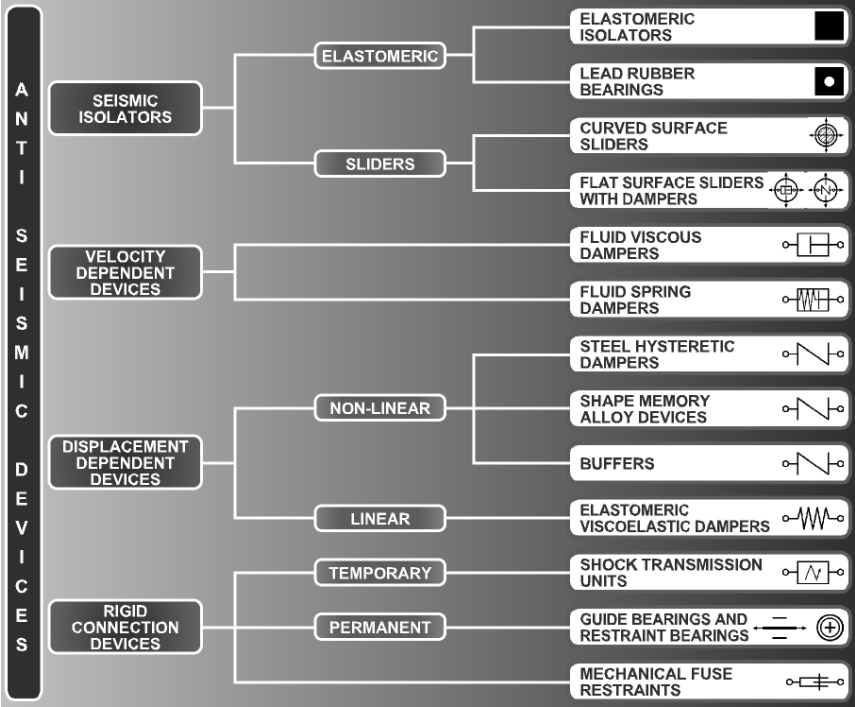 ANTI SEISMIC DEVICES
SEISMIC
ISOLATORS
ELASTOMERIC
ELASTOMERIC
ISOLATORS
LEAD RUBBER
BEARINGS
SLIDERS
CURVED SURFACE
SLIDERS
FLAT SURFACE SLIDERS
WITH DAMPERS
VELOCITY
DEPENDENT
DEVICES
FLUID VISCOUS
DAMPERS
FLUID SPRING
DAMPERS
DISPLACEMENT
DEPENDENT
DEVICES
NON-LINEAR
STEEL HYSTERETIC
DAMPERS
SHAPE MEMORY
ALLOY DEVICES
BUFFERS
LINEAR
ELASTOMERIC
VISCOELASTIC DAMPERS
RIGID
CONNECTION
DEVICES
TEMPORARY
SHOCK TRANSMISSION
UNITS
PERMANENT
GUIDE BEARINGS AND
RESTRAINT BEARINGS
MECHANICAL FUSE
RESTRAINTS